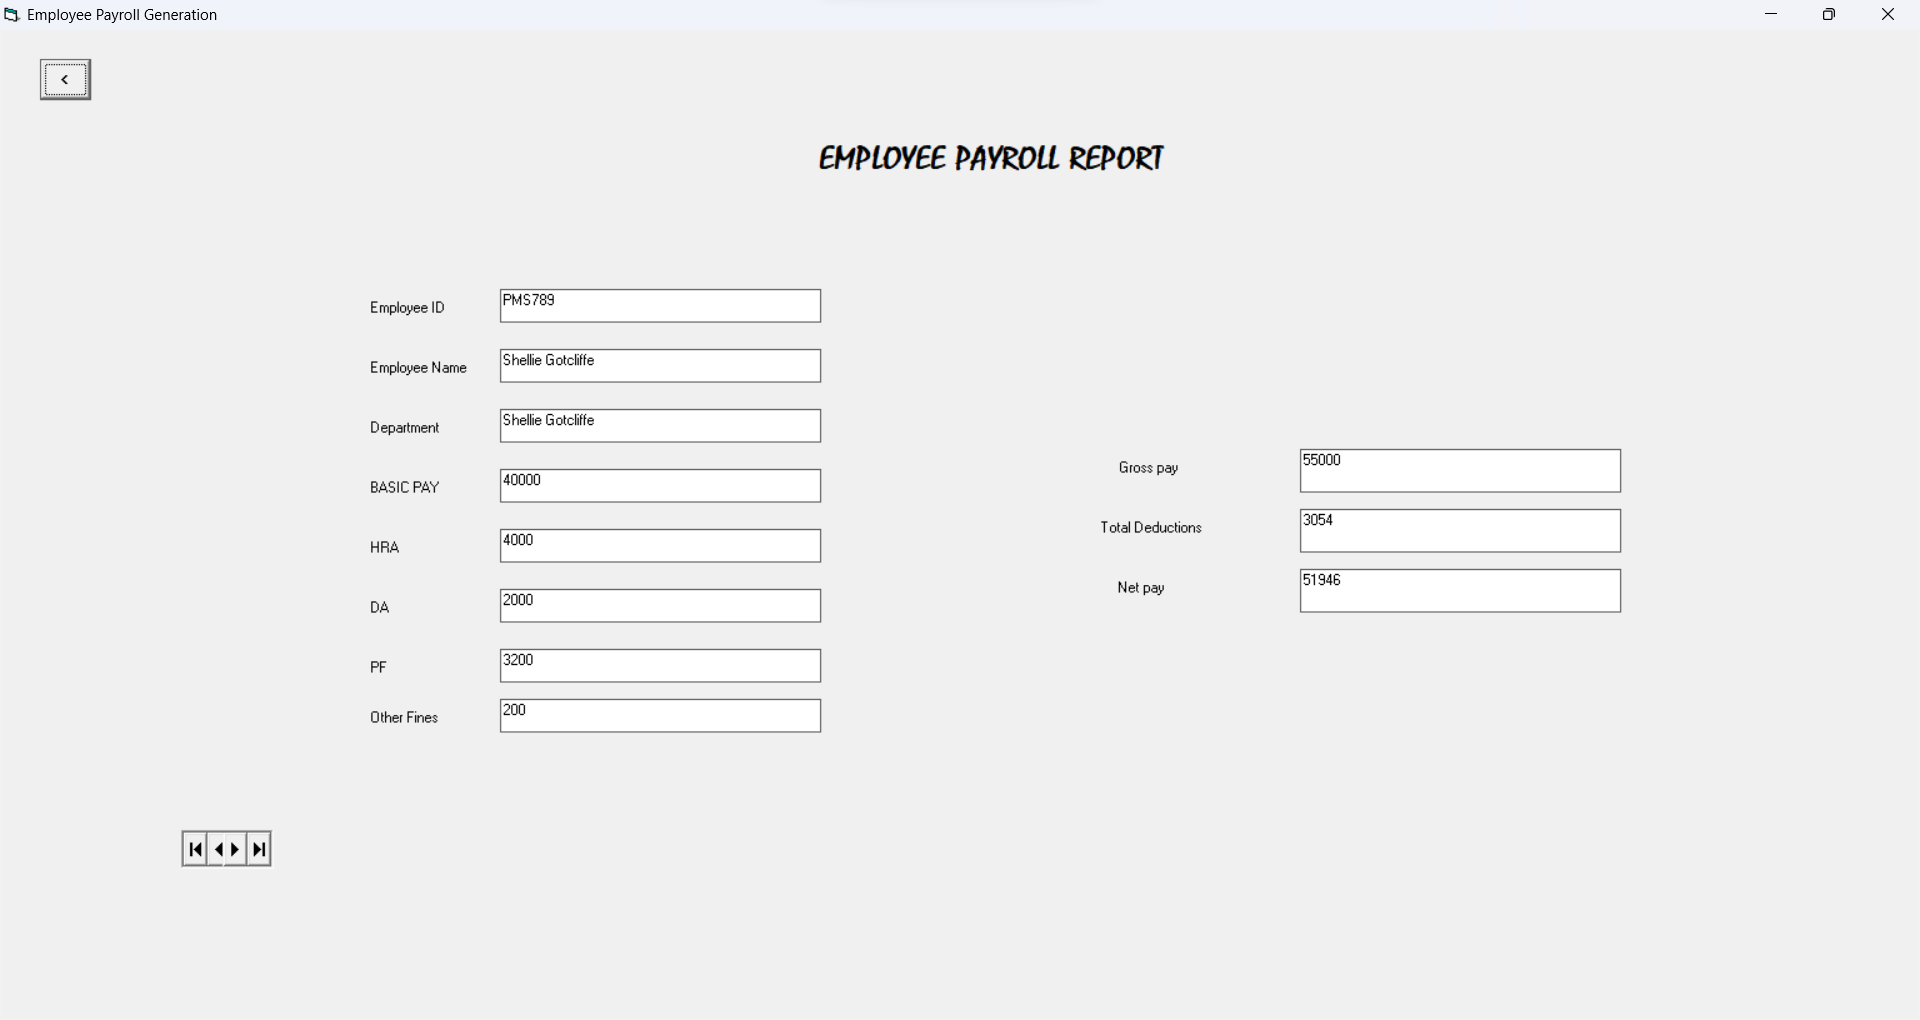 Employee Payroll Generation
<
EMPLOYEE PAYROLL REPORT
Employee ID PMS789
Employee Name Shellie Gotcliffe
Department Shellie Gotcliffe
BASIC PAY 40000
HRA 4000
DA 2000
PF 3200
Other Fines 200
Gross pay 55000
Total Deductions 3054
Net pay 51946